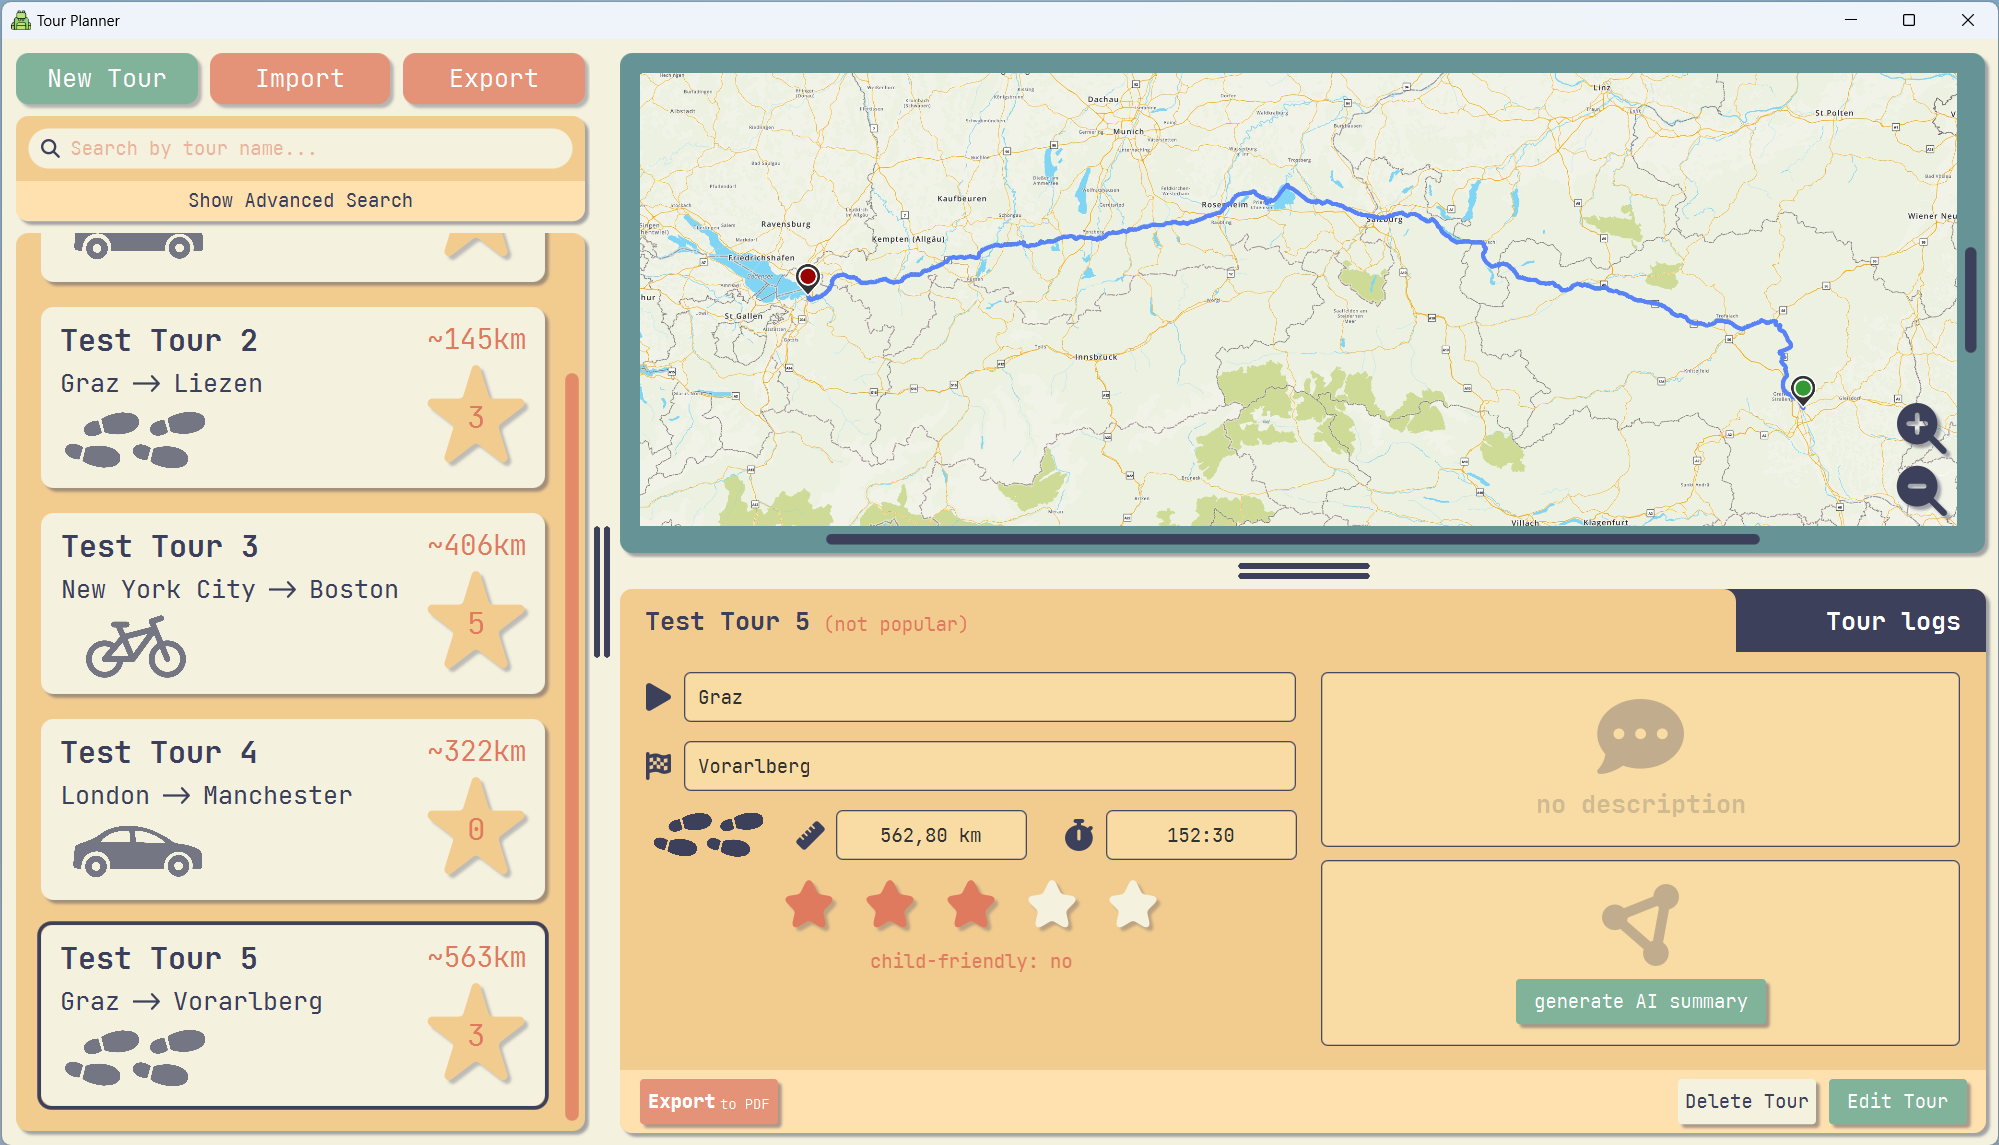 Tour Planner
New Tour
Import
Export
Search by tour name...
Show Advanced Search
Test Tour 2
~145km
Graz → Liezen
3
Test Tour 3
~406km
New York City → Boston
5
Test Tour 4
~322km
London → Manchester
0
Test Tour 5
~563km
Graz → Vorarlberg
3
Dachau
Linz
St Polten
Munich
Kaufbeuren
Rosenheim
Salzburg
Wiener Neu
Ravensburg
Kempten (Allgäu)
Friedrichshafen
St Gallen
Innsbruck
Villach
Klagenfurt
Test Tour 5 (not popular)
Tour logs
Graz
Vorarlberg
562,80 km
152:30
child-friendly: no
no description
generate AI summary
Export to PDF
Delete Tour
Edit Tour